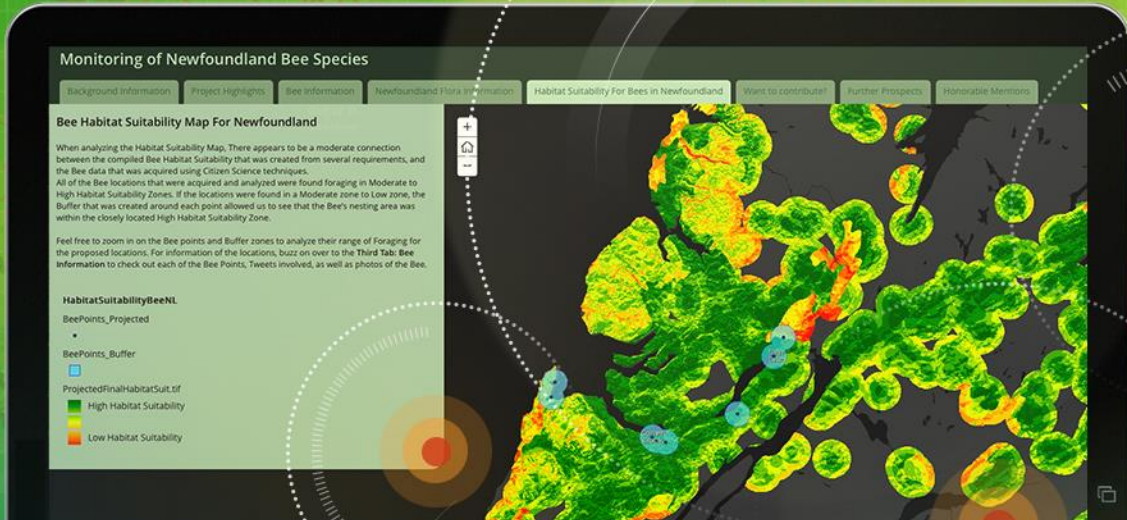 Monitoring of Newfoundland Bee Species
Background Information
Project Highlights
Bee Information
Newfoundland Flora Information
Habitat Suitability For Bees in Newfoundland
Want to contribute?
Further Prospects
Honorable Mentions
Bee Habitat Suitability Map For Newfoundland
When analyzing the Habitat Suitability Map, There appears to be a moderate connection
between the compiled Bee Habitat Suitability that was created from several requirements, and
the Bee data that was acquired using Citizen Science techniques.
All of the Bee locations that were acquired and analyzed were found foraging in Moderate to
High Habitat Suitability Zones. If the locations were found in a Moderate zone to Low zone, the
Buffer that was created around each point allowed us to see that the Bee's nesting area was
within the closely located High Habitat Suitability Zone.
Feel free to zoom in on the Bee points and Buffer zones to analyze their range of Foraging for
the proposed locations. For information of the locations, buzz on over to the Third Tab: Bee
Information to check out each of the Bee Points, Tweets involved, as well as photos of the Bee.
HabitatSuitabilityBeeNL
BeePoints_Projected
BeePoints_Buffer
ProjectedFinalHabitatSuit.tif
High Habitat Suitability
Low Habitat Suitability